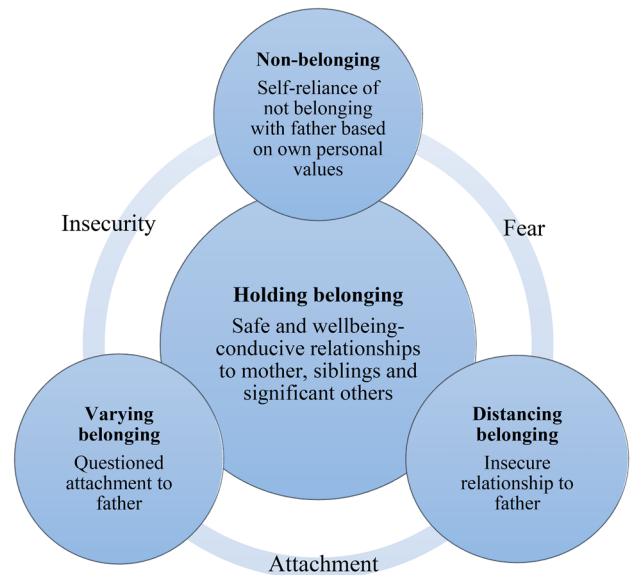 Non-belonging
Self-reliance of
not belonging
with father based
on own personal
values
Insecurity
Fear
Holding belonging
Safe and wellbeing-
conducive relationships
to mother, siblings and
significant others
Varying
belonging
Questioned
attachment to
father
Distancing
belonging
Insecure
relationship to
father
Attachment